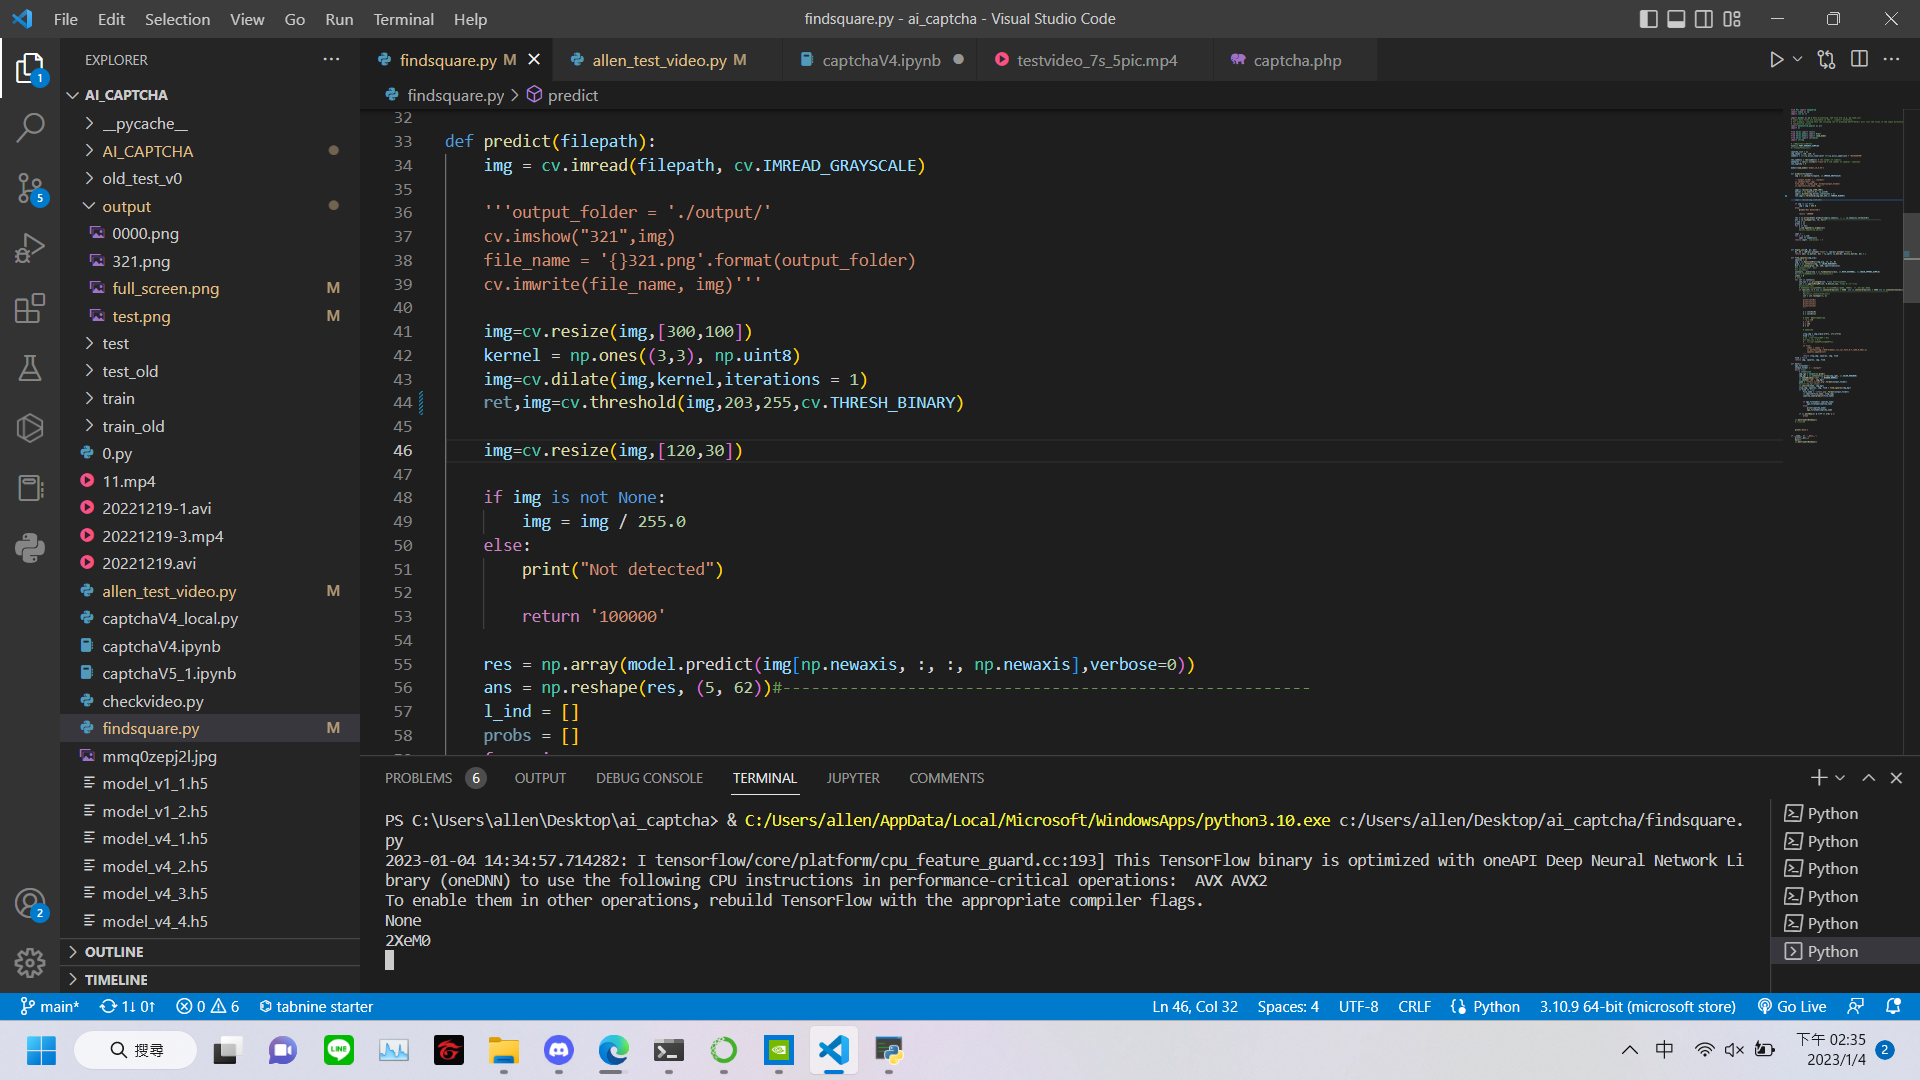 File Edit Selection View Go Run Terminal Help
findsquare.py - ai_captcha - Visual Studio Code
EXPLORER
AI_CAPTCHA
__pycache__
AI_CAPTCHA
old_test_v0
output
0000.png
321.png
full_screen.png M
test.png M
test
test_old
train
train_old
0.py
11.mp4
20221219-1.avi
20221219-3.mp4
20221219.avi
allen_test_video.py M
captchaV4_local.py
captchaV4.ipynb
captchaV5_1.ipynb
checkvideo.py
findsquare.py M
mmq0zepj2l.jpg
model_v1_1.h5
model_v1_2.h5
model_v4_1.h5
model_v4_2.h5
model_v4_3.h5
model_v4_4.h5
OUTLINE
TIMELINE
1
5
2
findsquare.py M
allen_test_video.py M
captchaV4.ipynb
testvideo_7s_5pic.mp4
captcha.php
findsquare.py > predict
32
33 def predict(filepath):
34 img = cv.imread(filepath, cv.IMREAD_GRAYSCALE)
35
36 '''output_folder = './output/'
37 cv.imshow("321",img)
38 file_name = '{}321.png'.format(output_folder)
39 cv.imwrite(file_name, img)'''
40
41 img=cv.resize(img,[300,100])
42 kernel = np.ones((3,3), np.uint8)
43 img=cv.dilate(img,kernel,iterations = 1)
44 ret,img=cv.threshold(img,203,255,cv.THRESH_BINARY)
45
46 img=cv.resize(img,[120,30])
47
48 if img is not None:
49 img = img / 255.0
50 else:
51 print("Not detected")
52
53 return '100000'
54
55 res = np.array(model.predict(img[np.newaxis, :, :, np.newaxis],verbose=0))
56 ans = np.reshape(res, (5, 62))#-------------------------------------------------------
57 l_ind = []
58 probs = []
PROBLEMS 6 OUTPUT DEBUG CONSOLE TERMINAL JUPYTER COMMENTS
PS C:\Users\allen\Desktop\ai_captcha> & C:/Users/allen/AppData/Local/Microsoft/WindowsApps/python3.10.exe c:/Users/allen/Desktop/ai_captcha/findsquare.
py
2023-01-04 14:34:57.714282: I tensorflow/core/platform/cpu_feature_guard.cc:193] This TensorFlow binary is optimized with oneAPI Deep Neural Network Li
brary (oneDNN) to use the following CPU instructions in performance-critical operations:  AVX AVX2
To enable them in other operations, rebuild TensorFlow with the appropriate compiler flags.
None
2XeM0
Python
Python
Python
Python
Python
Python
main* 1↓ 0↑ 0 6 tabnine starter
Ln 46, Col 32 Spaces: 4 UTF-8 CRLF Python 3.10.9 64-bit (microsoft store) Go Live
搜尋
LINE
中
下午 02:35
2023/1/4
2